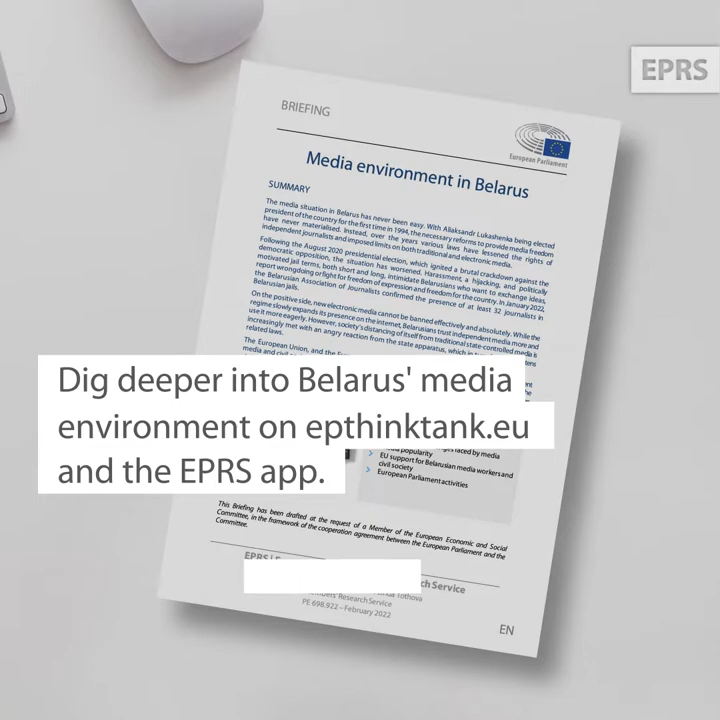 EPRS
BRIEFING
European Parliament
Media environment in Belarus
SUMMARY
The media situation in Belarus has never been easy. With Aliaksandr Lukashenka being elected
president of the country for the first time in 1994, the necessary reforms to provide media freedom
have never materialised. Instead, over the years various laws have lessened the rights of
independent journalists and imposed limits on both traditional and electronic media.
Following the August 2020 presidential election, which ignited a brutal crackdown against the
democratic opposition, the situation has worsened. Harassment, a hijacking, and politically
motivated jail terms, both short and long, intimidate Belarusians who want to exchange ideas,
report wrongdoing or fight for freedom of expression and freedom for the country. In January 2022,
the Belarusian Association of Journalists confirmed the presence of at least 32 journalists in
Belarusian jails.
On the positive side, new electronic media cannot be banned effectively and absolutely. While the
regime slowly expands its presence on the internet, Belarusians trust independent media more and
use it more eagerly. However, society's distancing of itself from traditional state-controlled media is
increasingly met with an angry reaction from the state apparatus, which in
related laws.
The European Union, and the
media and civil
Dig deeper into Belarus' media
environment on epthinktank.eu
and the EPRS app.
faced by media
popularity
EU support for Belarusian media workers and
civil society
European Parliament activities
This Briefing has been drafted at the request of a Member of the European Economic and Social
Committee, in the framework of the cooperation agreement between the European Parliament and the
Committee.
EPRS
Service
Tothova
Members' Research Service
PE 698.922 – February 2022
EN